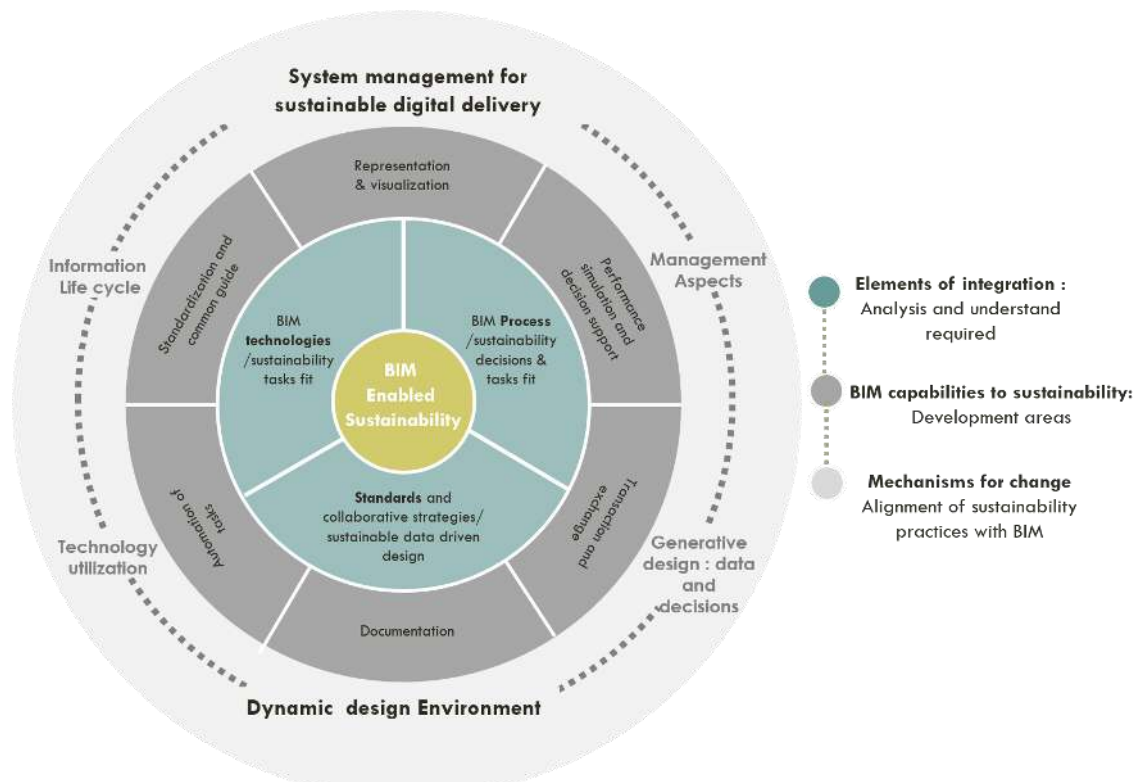 System management for
sustainable digital delivery
Representation
& visualization
Standardization and
common guide
Performance
simulation and
decision support
Information
Life cycle
Management
Aspects
BIM
technologies
/sustainability
tasks fit
BIM Process
/sustainability
decisions &
tasks fit
BIM
Enabled
Sustainability
Standards and
collaborative strategies/
sustainable data driven
design
Automation of
tasks
Transaction and
exchange
Technology
utilization
Generative
design : data
and
decisions
Documentation
Dynamic design Environment
Elements of integration :
Analysis and understand
required
BIM capabilities to sustainability:
Development areas
Mechanisms for change
Alignment of sustainability
practices with BIM